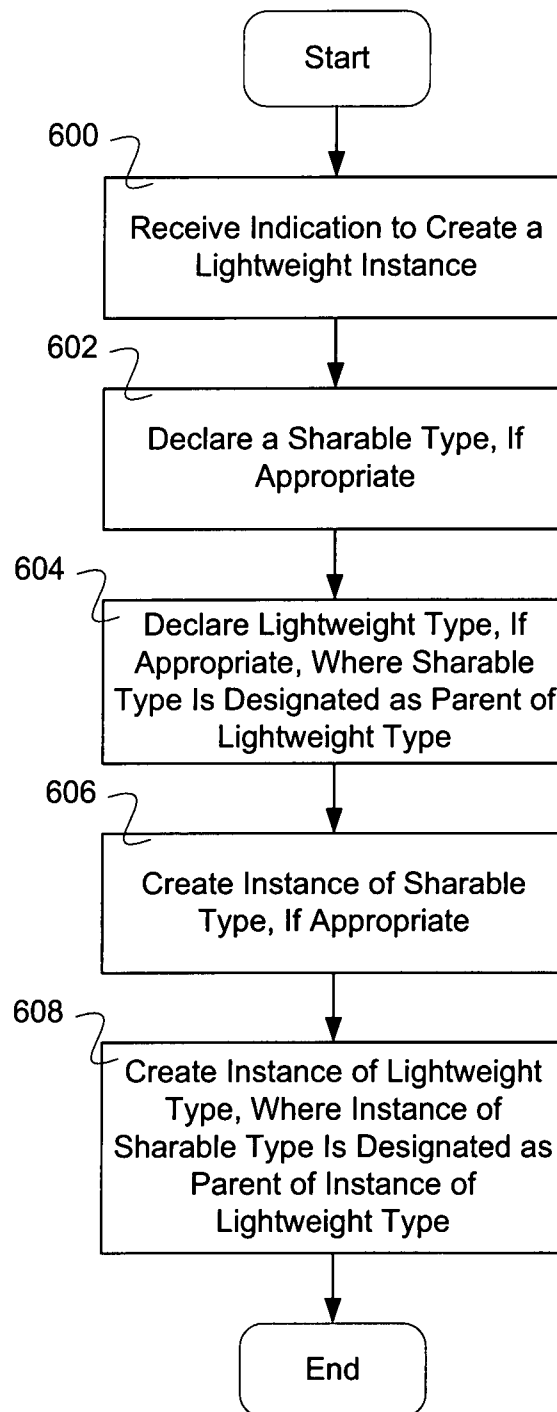 Start
600
Receive Indication to Create a
Lightweight Instance
602
Declare a Sharable Type, If
Appropriate
604
Declare Lightweight Type, If
Appropriate, Where Sharable
Type Is Designated as Parent of
Lightweight Type
606
Create Instance of Sharable
Type, If Appropriate
608
Create Instance of Lightweight
Type, Where Instance of
Sharable Type Is Designated as
Parent of Instance of
Lightweight Type
End